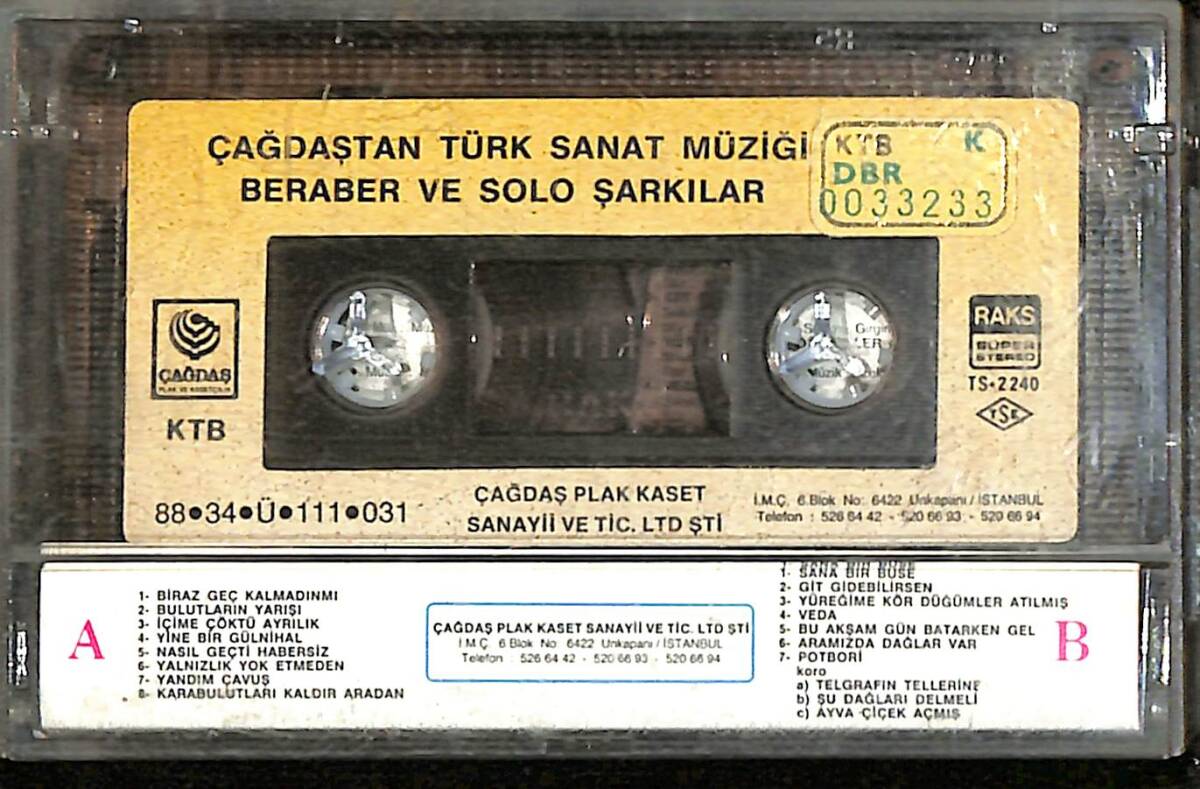 ÇAĞDAŞTAN TÜRK SANAT MÜZİĞİ
BERABER VE SOLO ŞARKILAR
KTB K
DBR
0033233
ÇAĞDAŞ
PLAK VE KASETÇİLİK
KTB
RAKS
SÜPER
STEREO
TS•2240
TSE
88•34•Ü•111•031
ÇAĞDAŞ PLAK KASET
SANAYİİ VE TİC. LTD ŞTİ
İ.M.Ç. 6.Blok No: 6422 Unkapanı / İSTANBUL
Telefon : 526 64 42 - 520 66 93 - 520 66 94
A
1- BİRAZ GEÇ KALMADINMI
2- BULUTLARIN YARIŞI
3- İÇİME ÇÖKTÜ AYRILIK
4- YİNE BİR GÜLNİHAL
5- NASIL GEÇTİ HABERSİZ
6- YALNIZLIK YOK ETMEDEN
7- YANDIM ÇAVUŞ
8- KARABULUTLARI KALDIR ARADAN
ÇAĞDAŞ PLAK KASET SANAYİİ VE TİC. LTD ŞTİ
İ.M.Ç. 6.Blok No: 6422 Unkapanı / İSTANBUL
Telefon : 526 64 42 - 520 66 93 - 520 66 94
1- SANA BİR BUSE
2- GİT GİDEBİLİRSEN
3- YÜREĞİME KÖR DÜĞÜMLER ATILMIŞ
4- VEDA
5- BU AKŞAM GÜN BATARKEN GEL
6- ARAMIZDA DAĞLAR VAR
7- POTBORİ
koro
a) TELGRAFIN TELLERİNE
b) ŞU DAĞLARI DELMELİ
c) AYVA ÇİÇEK AÇMIŞ
B